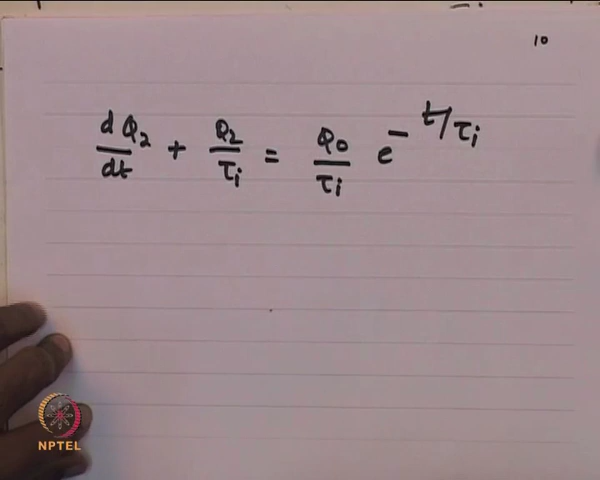 10
dQ₂/dt + Q₂/τᵢ = Q₀/τᵢ e^(-t/τᵢ)
NPTEL